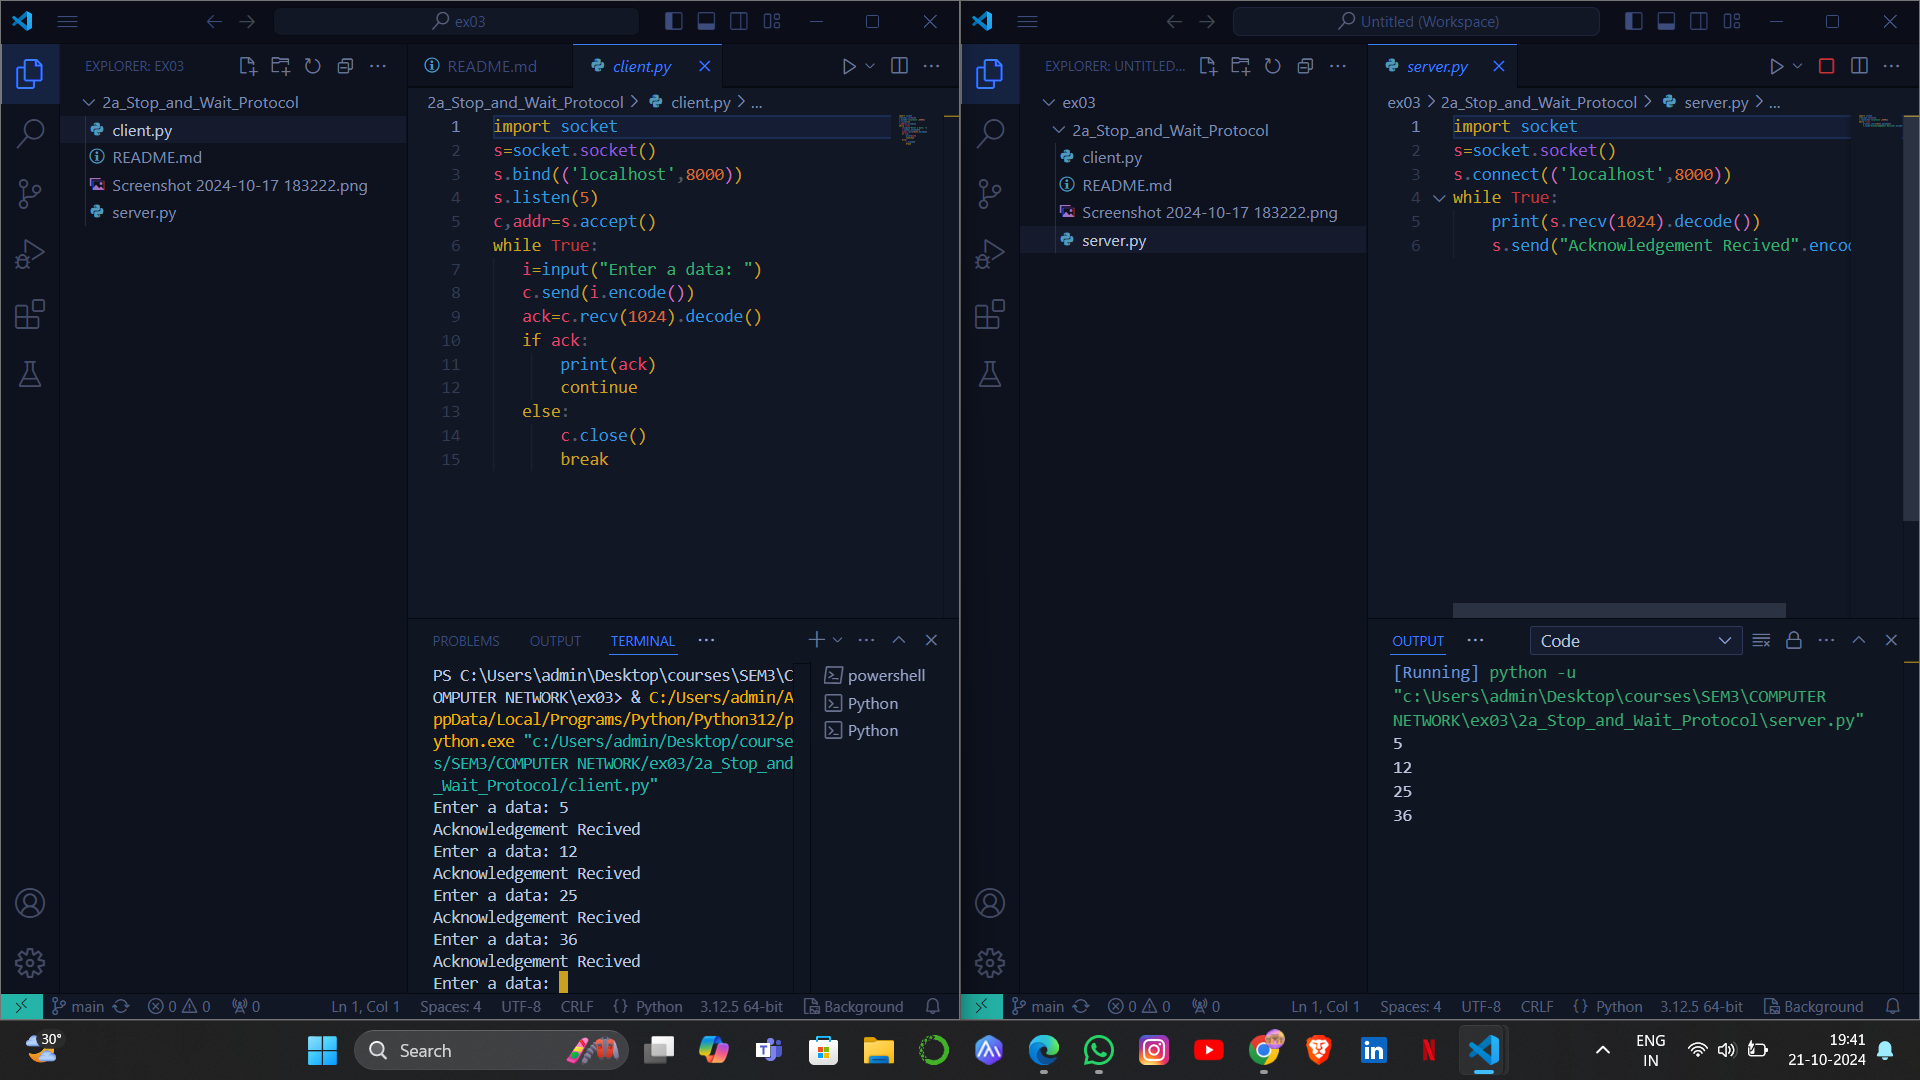 ex03
EXPLORER: EX03
2a_Stop_and_Wait_Protocol
client.py
README.md
Screenshot 2024-10-17 183222.png
server.py
README.md
client.py
2a_Stop_and_Wait_Protocol > client.py > ...
1 import socket
2 s=socket.socket()
3 s.bind(('localhost',8000))
4 s.listen(5)
5 c,addr=s.accept()
6 while True:
7 i=input("Enter a data: ")
8 c.send(i.encode())
9 ack=c.recv(1024).decode()
10 if ack:
11 print(ack)
12 continue
13 else:
14 c.close()
15 break
PROBLEMS OUTPUT TERMINAL
PS C:\Users\admin\Desktop\courses\SEM3\C
OMPUTER NETWORK\ex03> & C:/Users/admin/A
ppData/Local/Programs/Python/Python312/p
ython.exe "c:/Users/admin/Desktop/course
s/SEM3/COMPUTER NETWORK/ex03/2a_Stop_and
_Wait_Protocol/client.py"
Enter a data: 5
Acknowledgement Recived
Enter a data: 12
Acknowledgement Recived
Enter a data: 25
Acknowledgement Recived
Enter a data: 36
Acknowledgement Recived
Enter a data:
powershell
Python
Python
main 0 0 0 Ln 1, Col 1 Spaces: 4 UTF-8 CRLF {} Python 3.12.5 64-bit Background
Untitled (Workspace)
EXPLORER: UNTITLED...
ex03
2a_Stop_and_Wait_Protocol
client.py
README.md
Screenshot 2024-10-17 183222.png
server.py
server.py
ex03 > 2a_Stop_and_Wait_Protocol > server.py > ...
1 import socket
2 s=socket.socket()
3 s.connect(('localhost',8000))
4 while True:
5 print(s.recv(1024).decode())
6 s.send("Acknowledgement Recived".enco
OUTPUT
Code
[Running] python -u
"c:\Users\admin\Desktop\courses\SEM3\COMPUTER
NETWORK\ex03\2a_Stop_and_Wait_Protocol\server.py"
5
12
25
36
main 0 0 0 Ln 1, Col 1 Spaces: 4 UTF-8 CRLF {} Python 3.12.5 64-bit Background
30°
Search
ENG
IN
19:41
21-10-2024